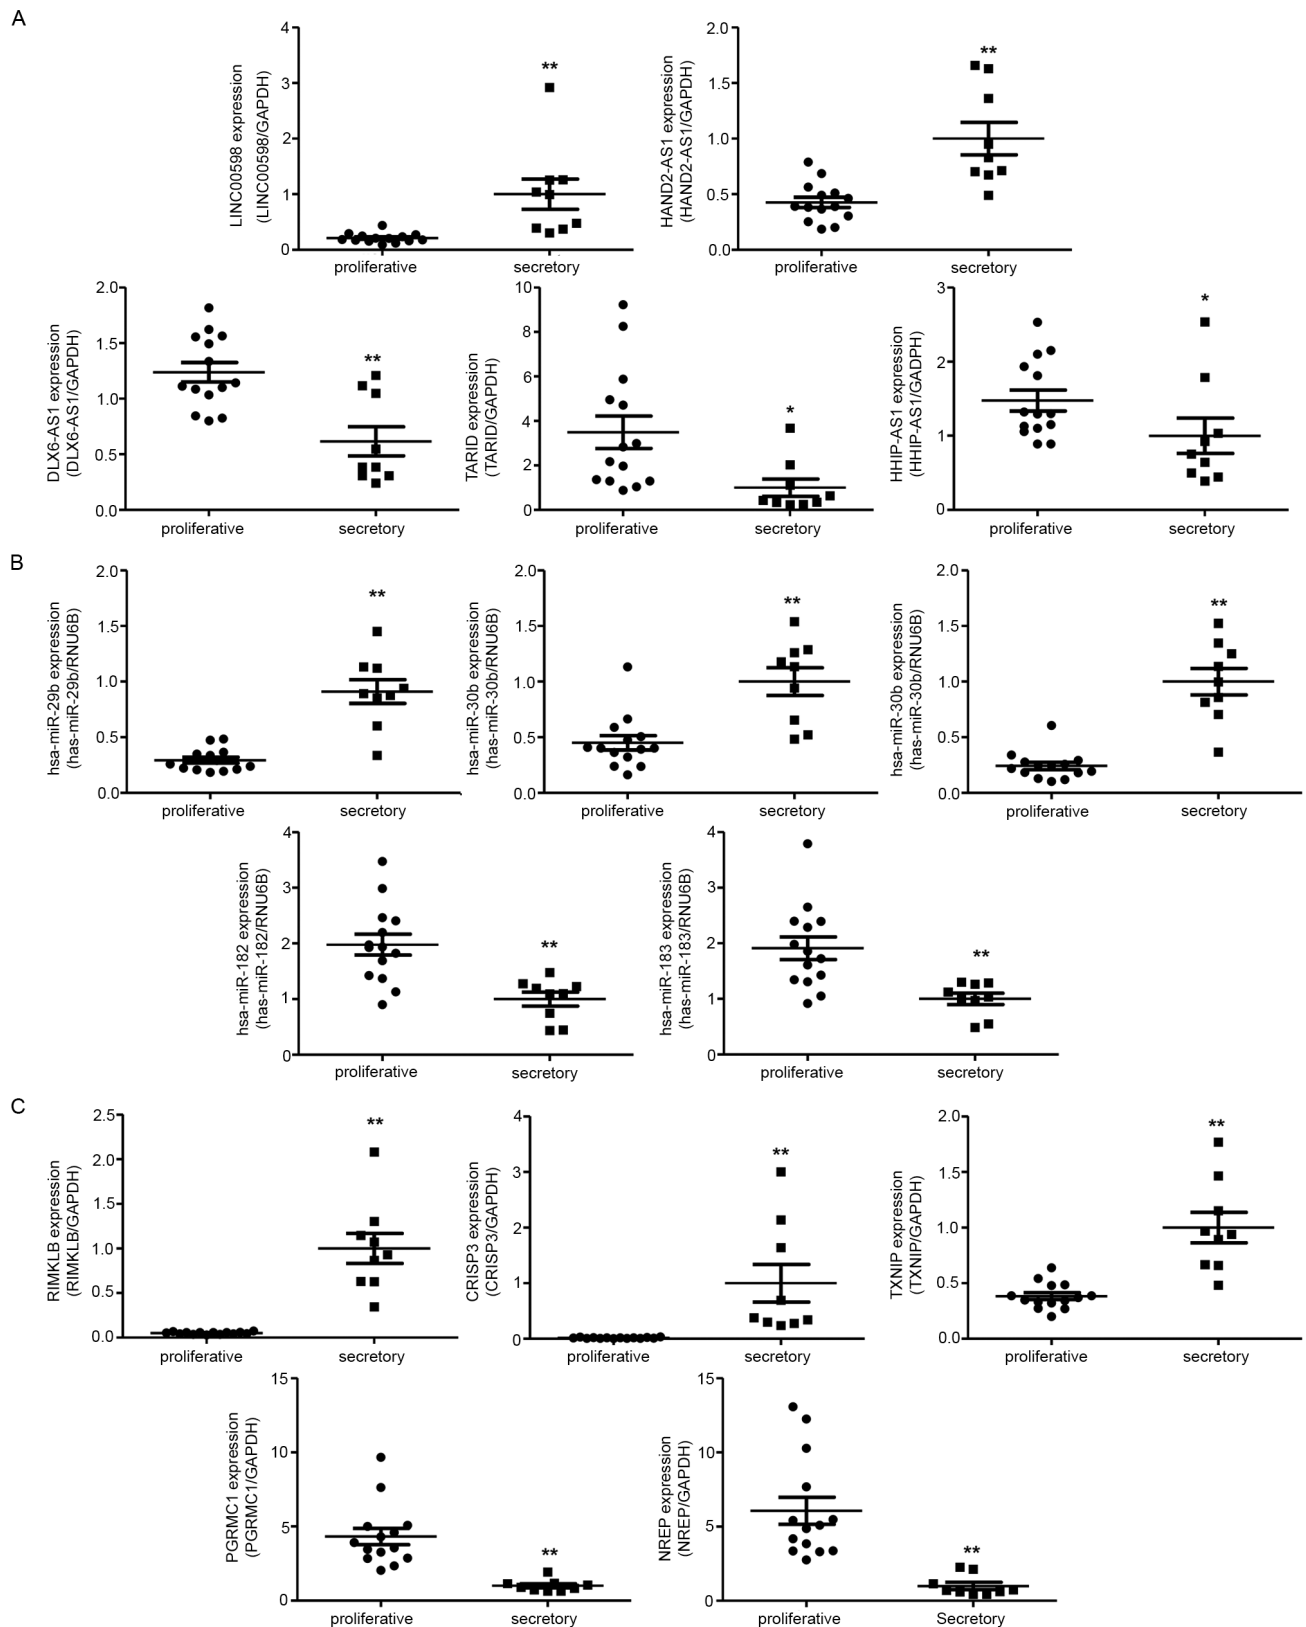 A
LINC00598 expression
(LINC00598/GAPDH)
4
3
2
1
0
**
proliferative
secretory
HAND2-AS1 expression
(HAND2-AS1/GAPDH)
2.0
1.5
1.0
0.5
0.0
**
proliferative
secretory
DLX6-AS1 expression
(DLX6-AS1/GAPDH)
2.0
1.5
1.0
0.5
0.0
**
proliferative
secretory
TARID expression
(TARID/GAPDH)
10
8
6
4
2
0
*
proliferative
secretory
HHIP-AS1 expression
(HHIP-AS1/GADPH)
3
2
1
0
*
proliferative
secretory
B
hsa-miR-29b expression
(has-miR-29b/RNU6B)
2.0
1.5
1.0
0.5
0.0
**
proliferative
secretory
hsa-miR-30b expression
(has-miR-30b/RNU6B)
2.0
1.5
1.0
0.5
0.0
**
proliferative
secretory
hsa-miR-30b expression
(has-miR-30b/RNU6B)
2.0
1.5
1.0
0.5
0.0
**
proliferative
secretory
hsa-miR-182 expression
(has-miR-182/RNU6B)
4
3
2
1
0
**
proliferative
secretory
hsa-miR-183 expression
(has-miR-183/RNU6B)
4
3
2
1
0
**
proliferative
secretory
C
RIMKLB expression
(RIMKLB/GAPDH)
2.5
2.0
1.5
1.0
0.5
0.0
**
proliferative
secretory
CRISP3 expression
(CRISP3/GAPDH)
4
3
2
1
0
**
proliferative
secretory
TXNIP expression
(TXNIP/GAPDH)
2.0
1.5
1.0
0.5
0.0
**
proliferative
secretory
PGRMC1 expression
(PGRMC1/GAPDH)
15
10
5
0
**
proliferative
secretory
NREP expression
(NREP/GAPDH)
15
10
5
0
**
proliferative
Secretory